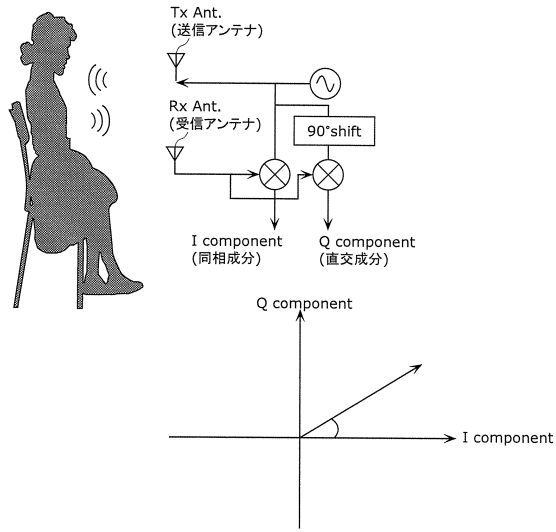 Tx Ant.
(送信アンテナ)
Rx Ant.
(受信アンテナ)
90°shift
I component
(同相成分)
Q component
(直交成分)
Q component
I component